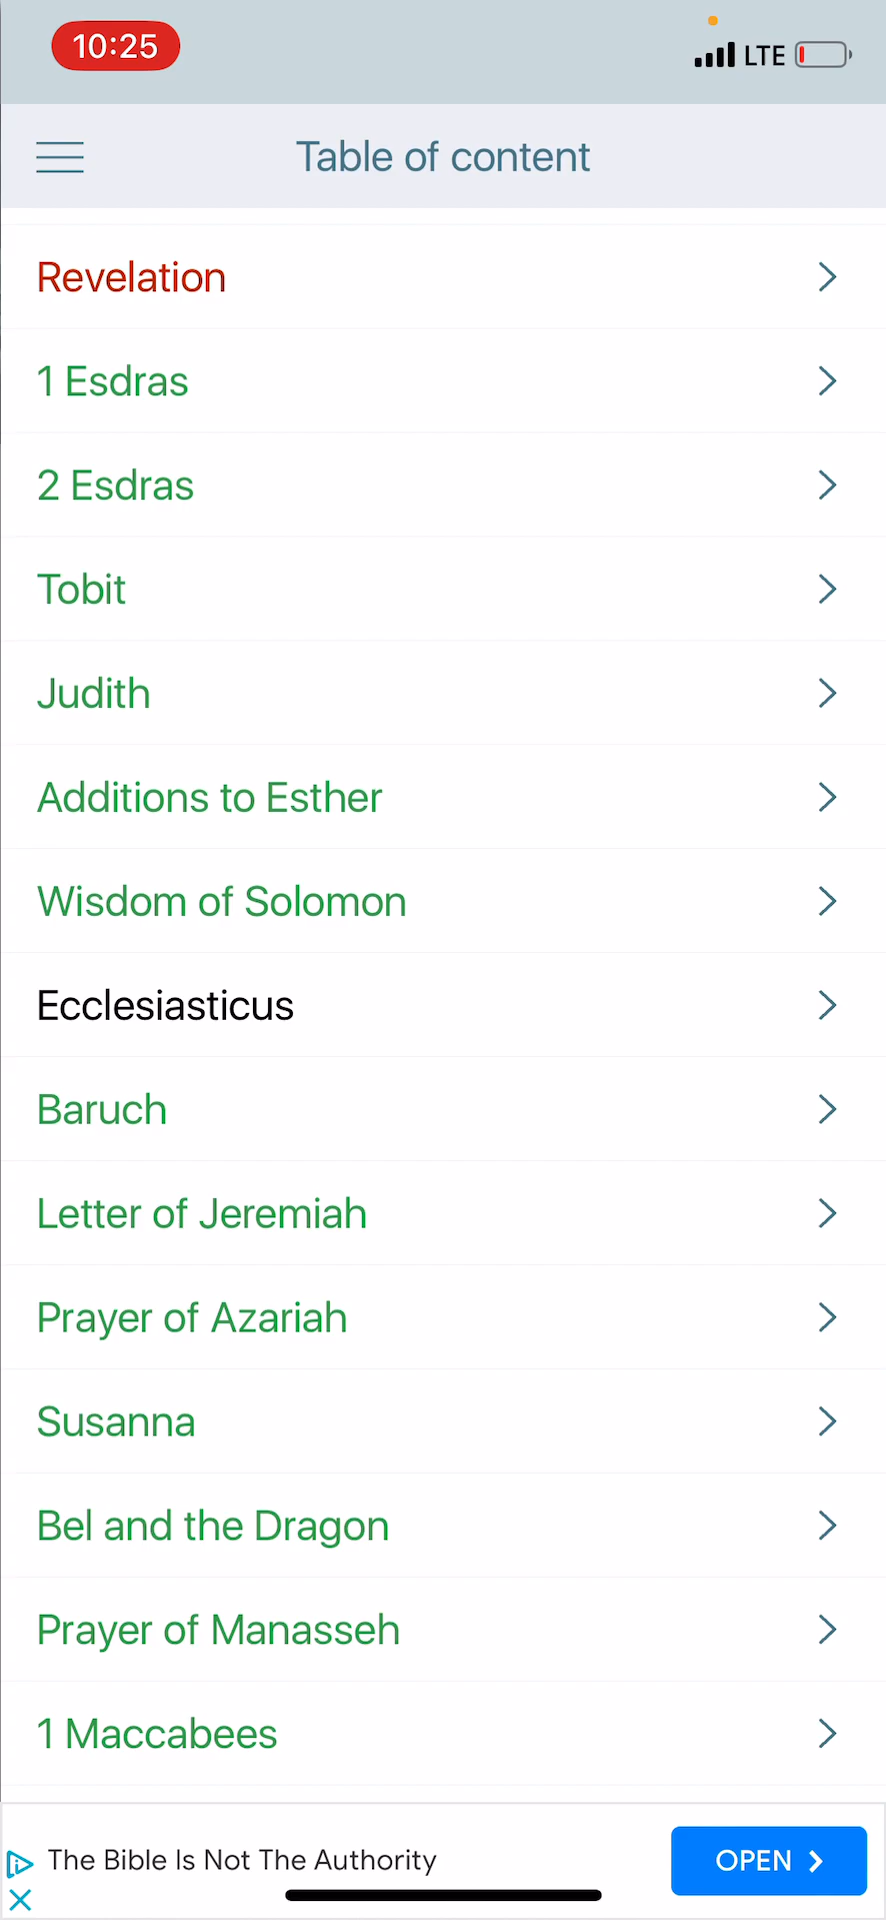 10:25
LTE
Table of content
Revelation
1 Esdras
2 Esdras
Tobit
Judith
Additions to Esther
Wisdom of Solomon
Ecclesiasticus
Baruch
Letter of Jeremiah
Prayer of Azariah
Susanna
Bel and the Dragon
Prayer of Manasseh
1 Maccabees
The Bible Is Not The Authority
OPEN